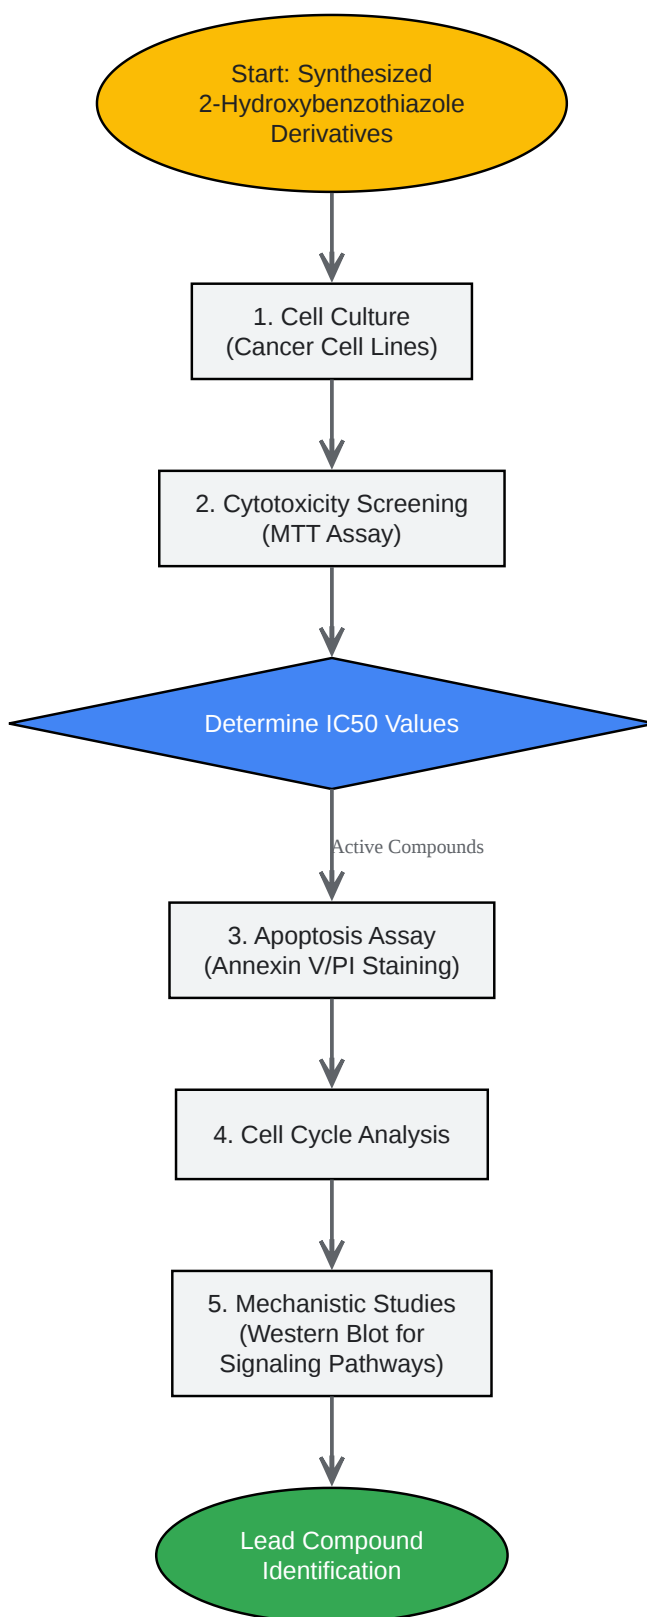 Start: Synthesized
2-Hydroxybenzothiazole
Derivatives
1. Cell Culture
(Cancer Cell Lines)
2. Cytotoxicity Screening
(MTT Assay)
Determine IC50 Values
Active Compounds
3. Apoptosis Assay
(Annexin V/PI Staining)
4. Cell Cycle Analysis
5. Mechanistic Studies
(Western Blot for
Signaling Pathways)
Lead Compound
Identification